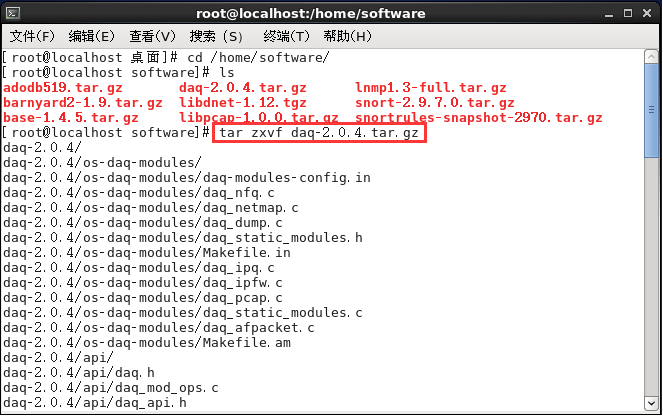 root@localhost:/home/software
文件(F) 编辑(E) 查看(V) 搜索 (S) 终端(T) 帮助(H)
[root@localhost 桌面]# cd /home/software/
[root@localhost software]# ls
adodb519.tar.gz daq-2.0.4.tar.gz lnmp1.3-full.tar.gz
barnyard2-1.9.tar.gz libdnet-1.12.tgz snort-2.9.7.0.tar.gz
base-1.4.5.tar.gz libpcap-1.0.0.tar.gz snortrules-snapshot-2970.tar.gz
[root@localhost software]# tar zxvf daq-2.0.4.tar.gz
daq-2.0.4/
daq-2.0.4/os-daq-modules/
daq-2.0.4/os-daq-modules/daq-modules-config.in
daq-2.0.4/os-daq-modules/daq_nfq.c
daq-2.0.4/os-daq-modules/daq_netmap.c
daq-2.0.4/os-daq-modules/daq_dump.c
daq-2.0.4/os-daq-modules/daq_static_modules.h
daq-2.0.4/os-daq-modules/Makefile.in
daq-2.0.4/os-daq-modules/daq_ipq.c
daq-2.0.4/os-daq-modules/daq_ipfw.c
daq-2.0.4/os-daq-modules/daq_pcap.c
daq-2.0.4/os-daq-modules/daq_static_modules.c
daq-2.0.4/os-daq-modules/daq_afpacket.c
daq-2.0.4/os-daq-modules/Makefile.am
daq-2.0.4/api/
daq-2.0.4/api/daq.h
daq-2.0.4/api/daq_mod_ops.c
daq-2.0.4/api/daq_api.h